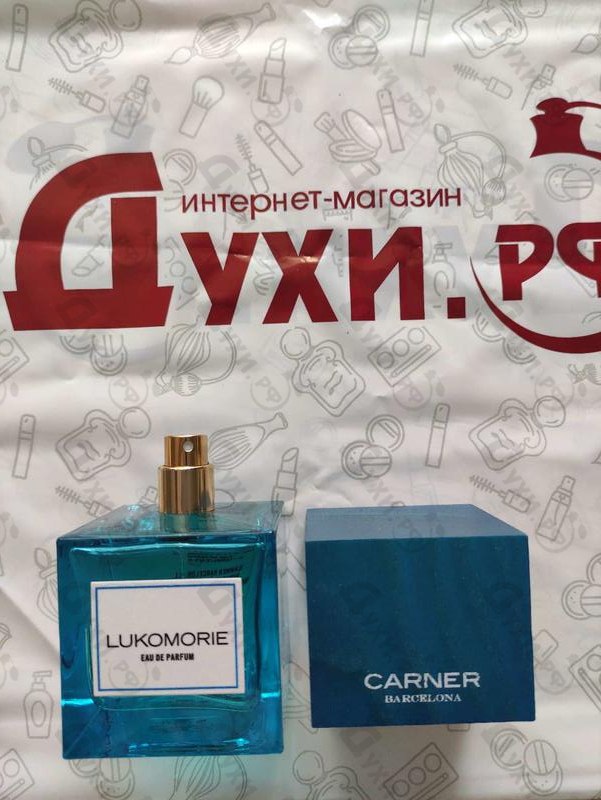 интернет-магазин
Духи.РФ
LUKOMORIE
EAU DE PARFUM
CARNER
BARCELONA